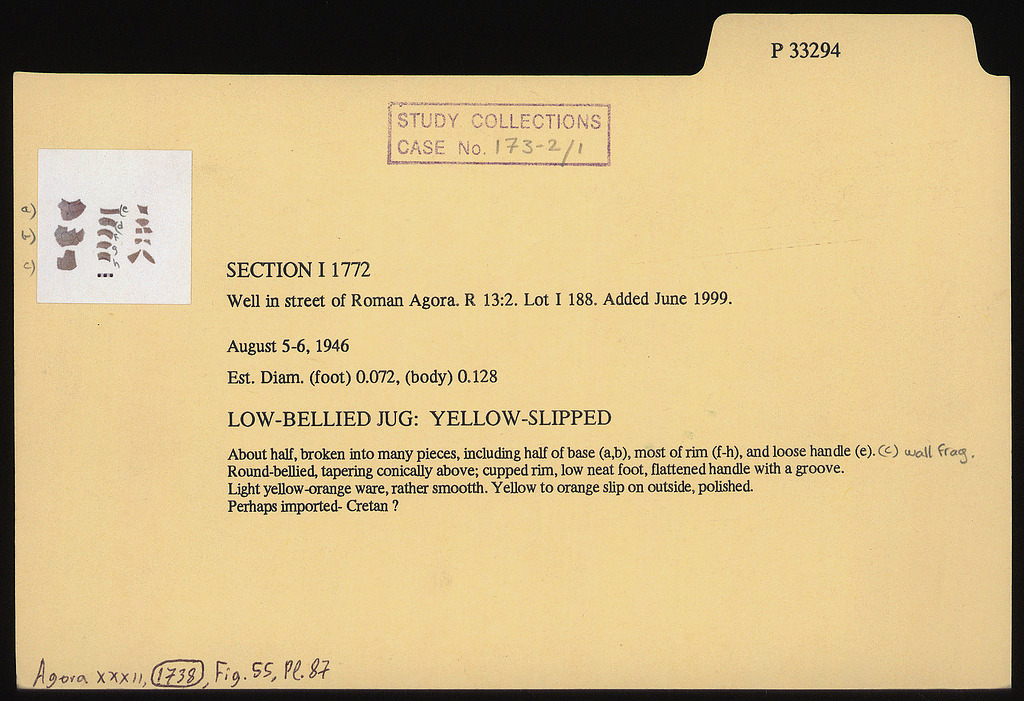 P 33294
STUDY COLLECTIONS
CASE No. 173-2/1
SECTION I 1772
Well in street of Roman Agora. R 13:2. Lot I 188. Added June 1999.
August 5-6, 1946
Est. Diam. (foot) 0.072, (body) 0.128
LOW-BELLIED JUG: YELLOW-SLIPPED
About half, broken into many pieces, including half of base (a,b), most of rim (f-h), and loose handle (e). (c) wall frag.
Round-bellied, tapering conically above; cupped rim, low neat foot, flattened handle with a groove.
Light yellow-orange ware, rather smootth. Yellow to orange slip on outside, polished.
Perhaps imported- Cretan ?
Agora XXXII, 1738, Fig. 55, Pl. 87